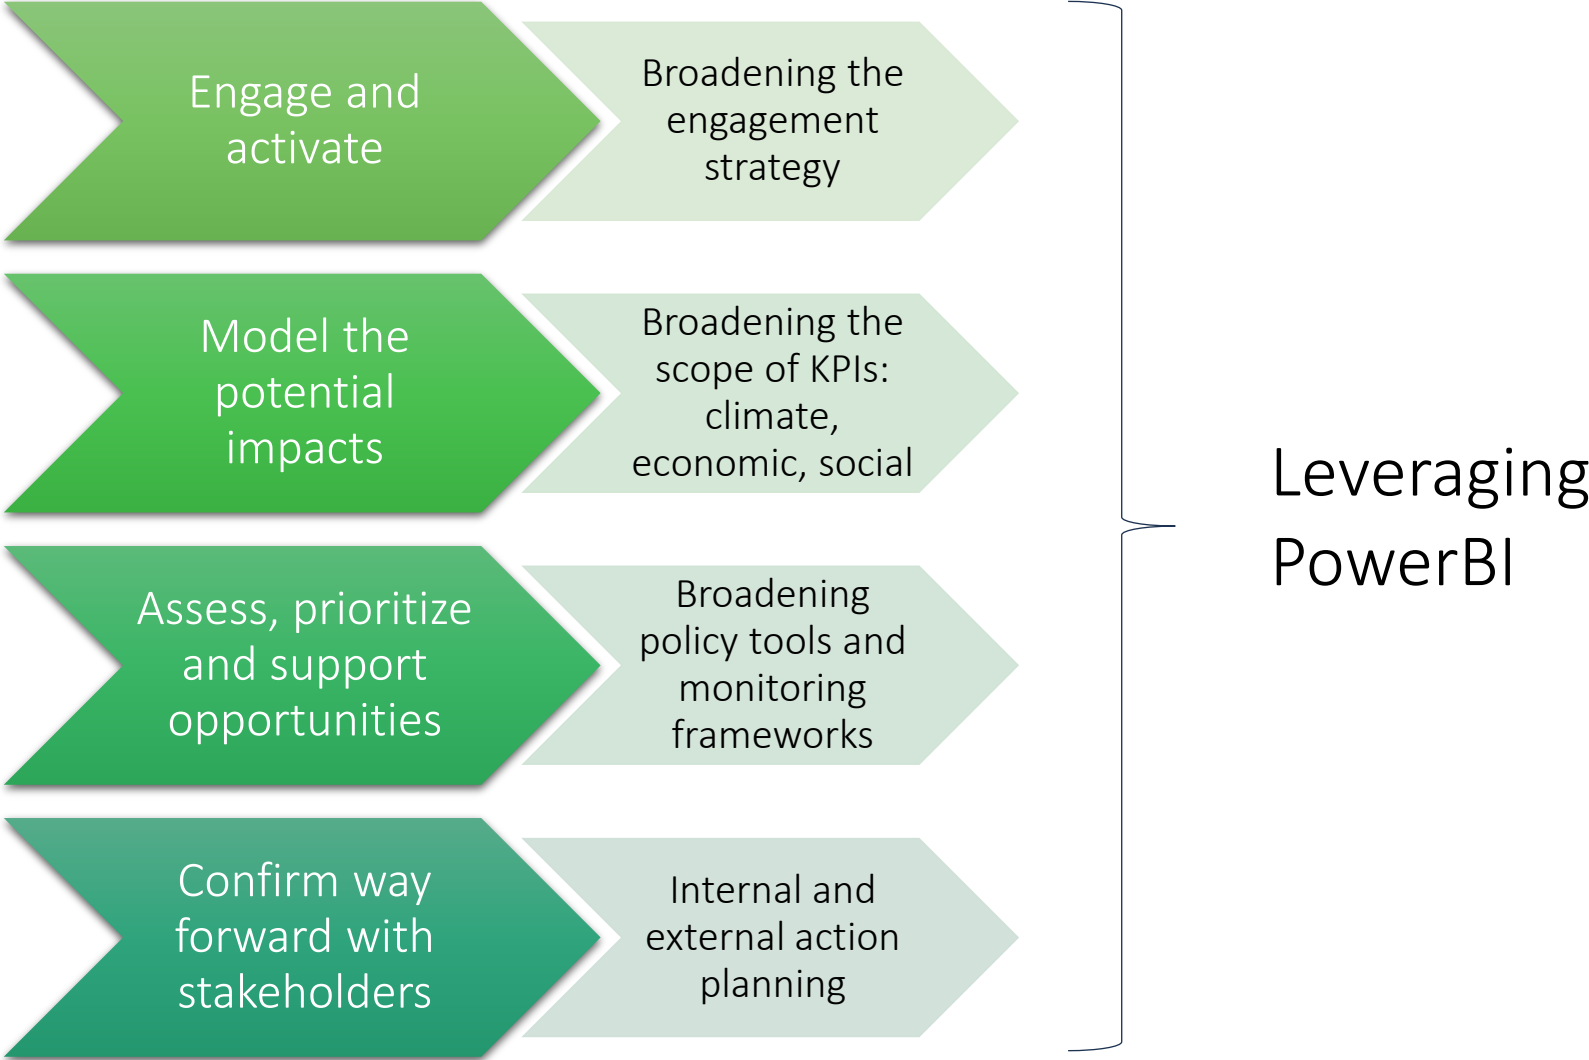 Engage and
activate
Broadening the
engagement
strategy
Model the
potential
impacts
Broadening the
scope of KPIs:
climate,
economic, social
Assess, prioritize
and support
opportunities
Broadening
policy tools and
monitoring
frameworks
Confirm way
forward with
stakeholders
Internal and
external action
planning
Leveraging
PowerBI